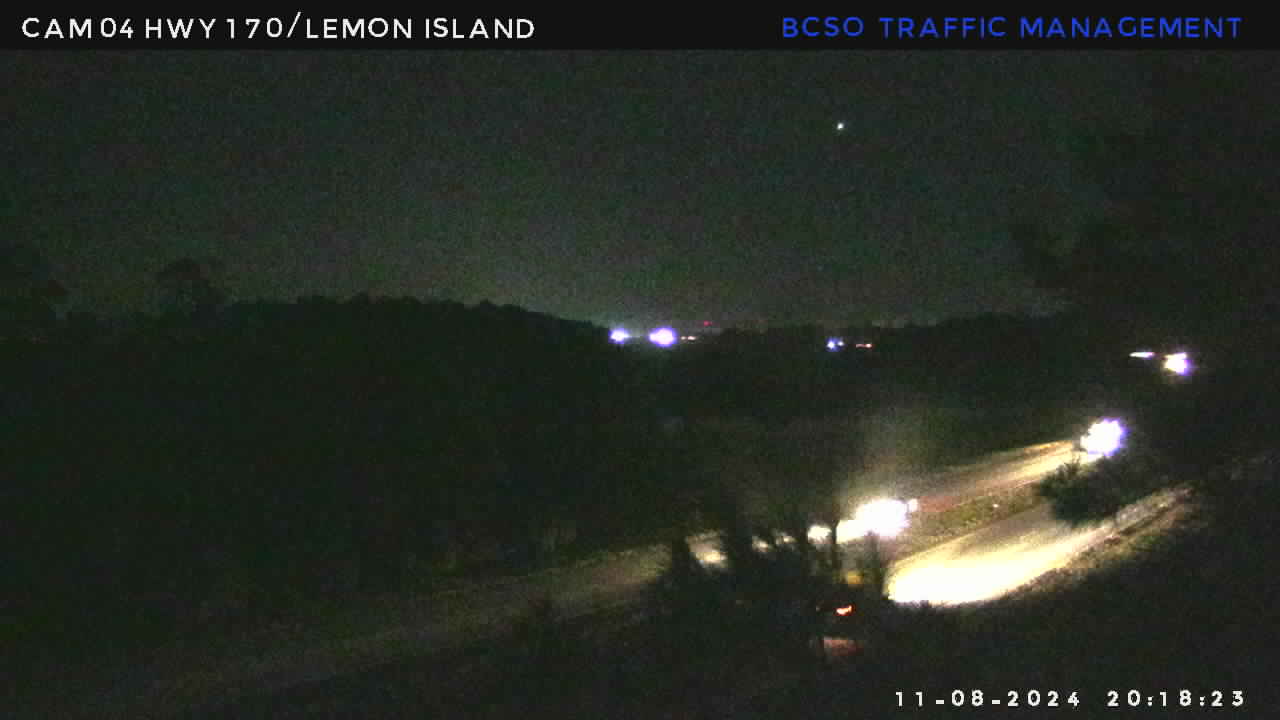 CAM04 HWY 170/LEMON ISLAND
BCSO TRAFFIC MANAGEMENT
11-08-2024 20:18:23